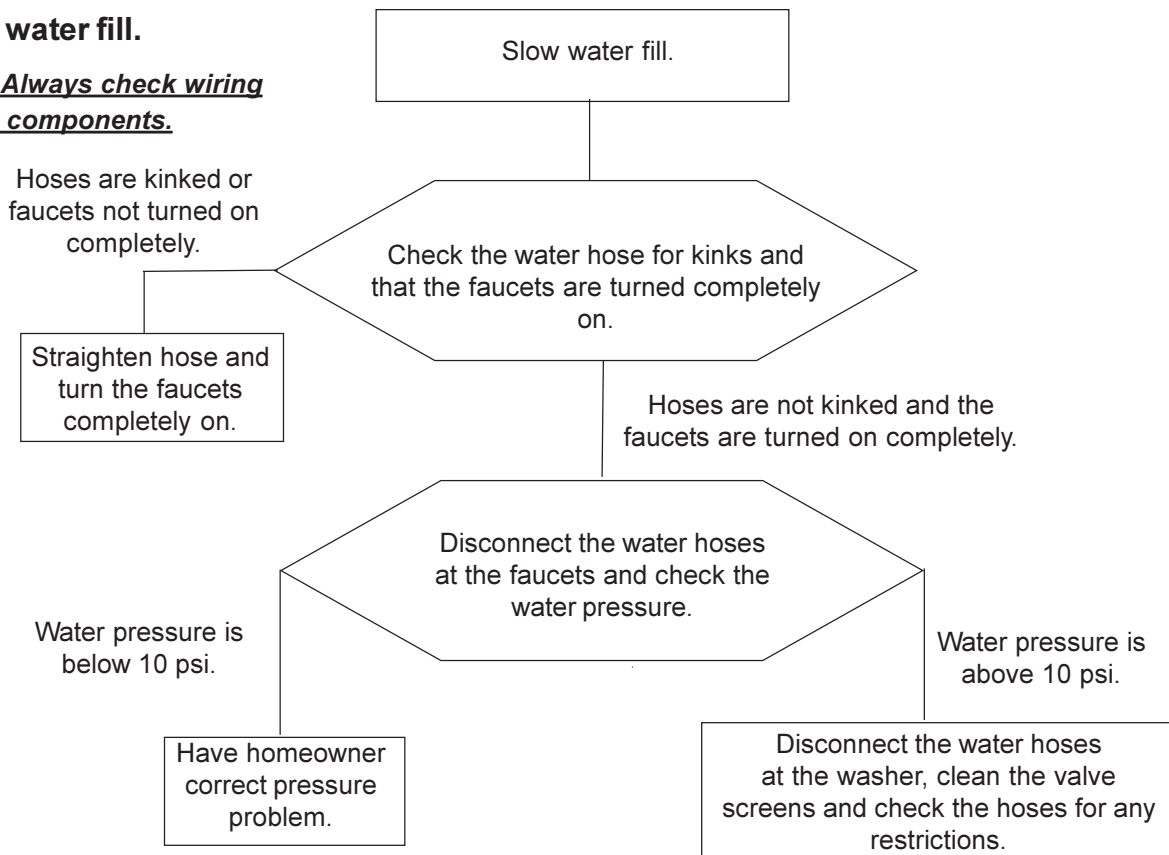 water fill.
Always check wiring
components.
Slow water fill.
Hoses are kinked or
faucets not turned on
completely.
Check the water hose for kinks and
that the faucets are turned completely
on.
Straighten hose and
turn the faucets
completely on.
Hoses are not kinked and the
faucets are turned on completely.
Disconnect the water hoses
at the faucets and check the
water pressure.
Water pressure is
below 10 psi.
Water pressure is
above 10 psi.
Have homeowner
correct pressure
problem.
Disconnect the water hoses
at the washer, clean the valve
screens and check the hoses for any
restrictions.